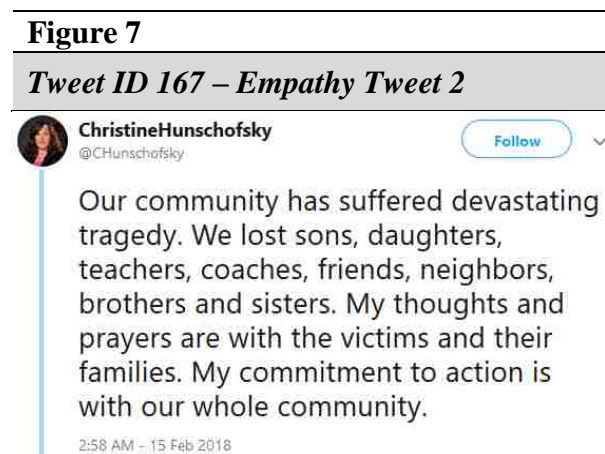 Figure 7
Tweet ID 167 – Empathy Tweet 2
ChristineHunschofsky
@CHunschofsky
Follow
Our community has suffered devastating
tragedy. We lost sons, daughters,
teachers, coaches, friends, neighbors,
brothers and sisters. My thoughts and
prayers are with the victims and their
families. My commitment to action is
with our whole community.
2:58 AM - 15 Feb 2018